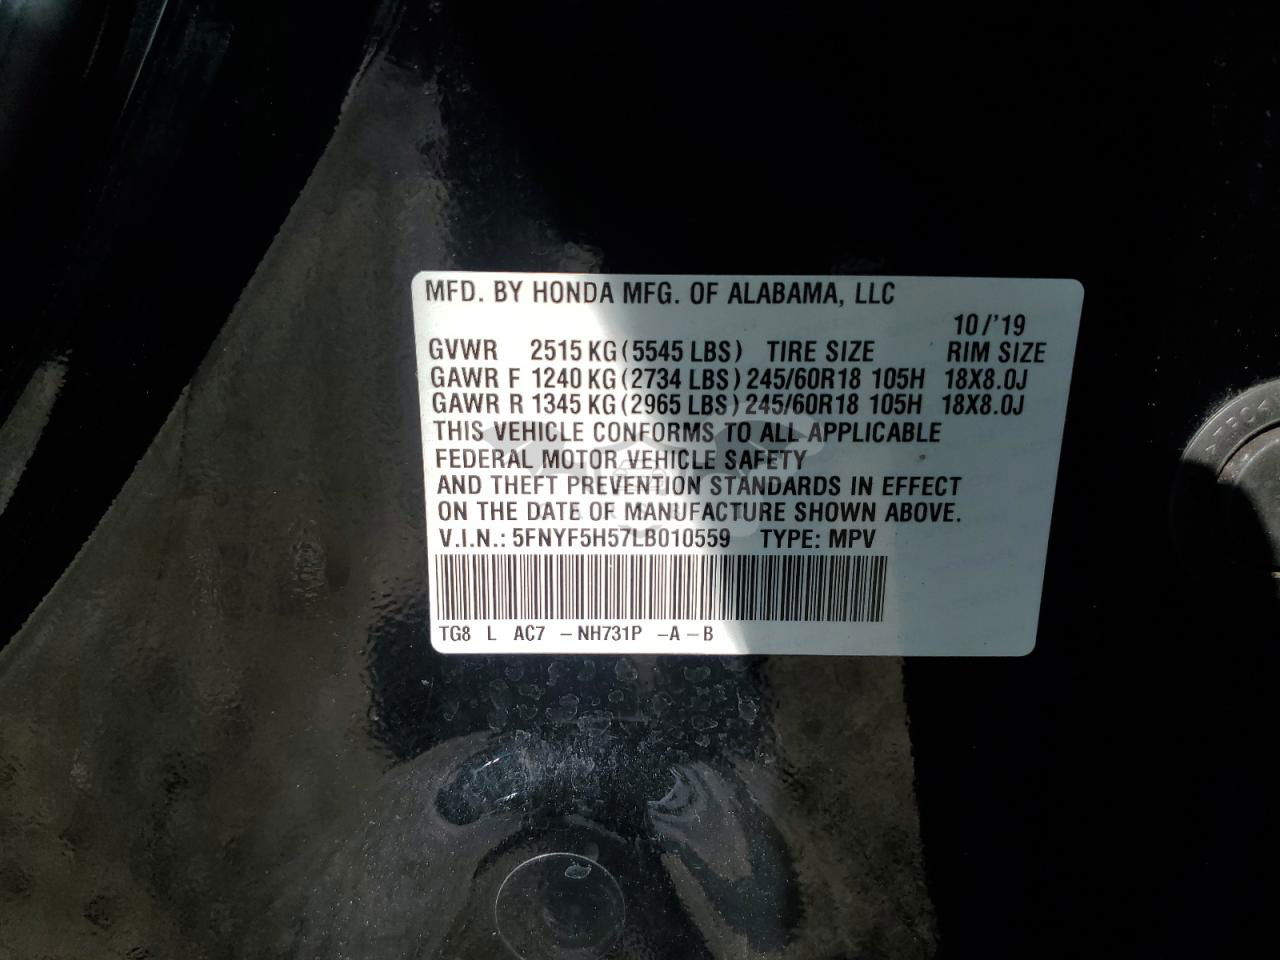 MFD. BY HONDA MFG. OF ALABAMA, LLC
10/'19
GVWR 2515 KG (5545 LBS) TIRE SIZE RIM SIZE
GAWR F 1240 KG (2734 LBS) 245/60R18 105H 18X8.0J
GAWR R 1345 KG (2965 LBS) 245/60R18 105H 18X8.0J
THIS VEHICLE CONFORMS TO ALL APPLICABLE
FEDERAL MOTOR VEHICLE SAFETY
AND THEFT PREVENTION STANDARDS IN EFFECT
ON THE DATE OF MANUFACTURE SHOWN ABOVE.
V.I.N.: 5FNYF5H57LB010559 TYPE: MPV
TG8 L AC7 -NH731P -A-B